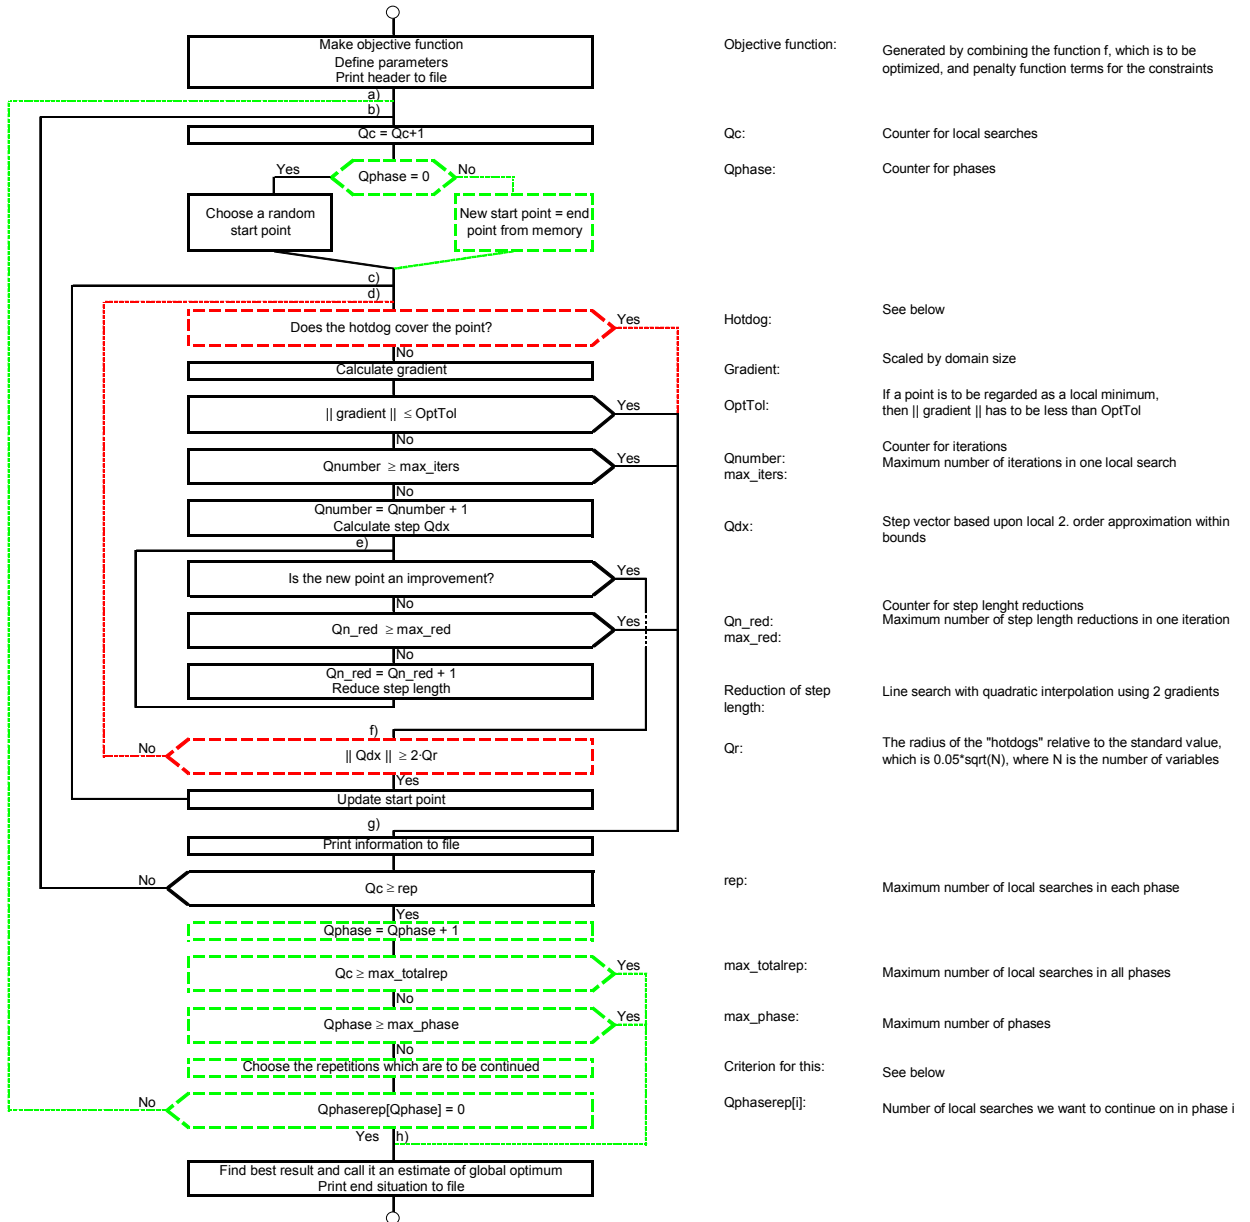 Make objective function
Define parameters
Print header to file
Objective function:
Generated by combining the function f, which is to be
optimized, and penalty function terms for the constraints
a)
b)
Qc = Qc+1
Qc:
Counter for local searches
Yes
Qphase = 0
No
Qphase:
Counter for phases
Choose a random
start point
New start point = end
point from memory
c)
d)
Does the hotdog cover the point?
Yes
Hotdog:
See below
No
Calculate gradient
Gradient:
Scaled by domain size
|| gradient || ≤ OptTol
Yes
OptTol:
If a point is to be regarded as a local minimum,
then || gradient || has to be less than OptTol
No
Qnumber ≥ max_iters
Yes
Qnumber:
max_iters:
Counter for iterations
Maximum number of iterations in one local search
No
Qnumber = Qnumber + 1
Calculate step Qdx
Qdx:
Step vector based upon local 2. order approximation within
bounds
e)
Is the new point an improvement?
Yes
No
Qn_red ≥ max_red
Yes
Qn_red:
max_red:
Counter for step lenght reductions
Maximum number of step length reductions in one iteration
No
Qn_red = Qn_red + 1
Reduce step length
Reduction of step
length:
Line search with quadratic interpolation using 2 gradients
f)
No
|| Qdx || ≥ 2·Qr
Qr:
The radius of the "hotdogs" relative to the standard value,
which is 0.05*sqrt(N), where N is the number of variables
Yes
Update start point
g)
Print information to file
No
Qc ≥ rep
rep:
Maximum number of local searches in each phase
Yes
Qphase = Qphase + 1
Qc ≥ max_totalrep
Yes
max_totalrep:
Maximum number of local searches in all phases
No
Qphase ≥ max_phase
Yes
max_phase:
Maximum number of phases
No
Choose the repetitions which are to be continued
Criterion for this:
See below
No
Qphaserep[Qphase] = 0
Qphaserep[i]:
Number of local searches we want to continue on in phase i
Yes
h)
Find best result and call it an estimate of global optimum
Print end situation to file